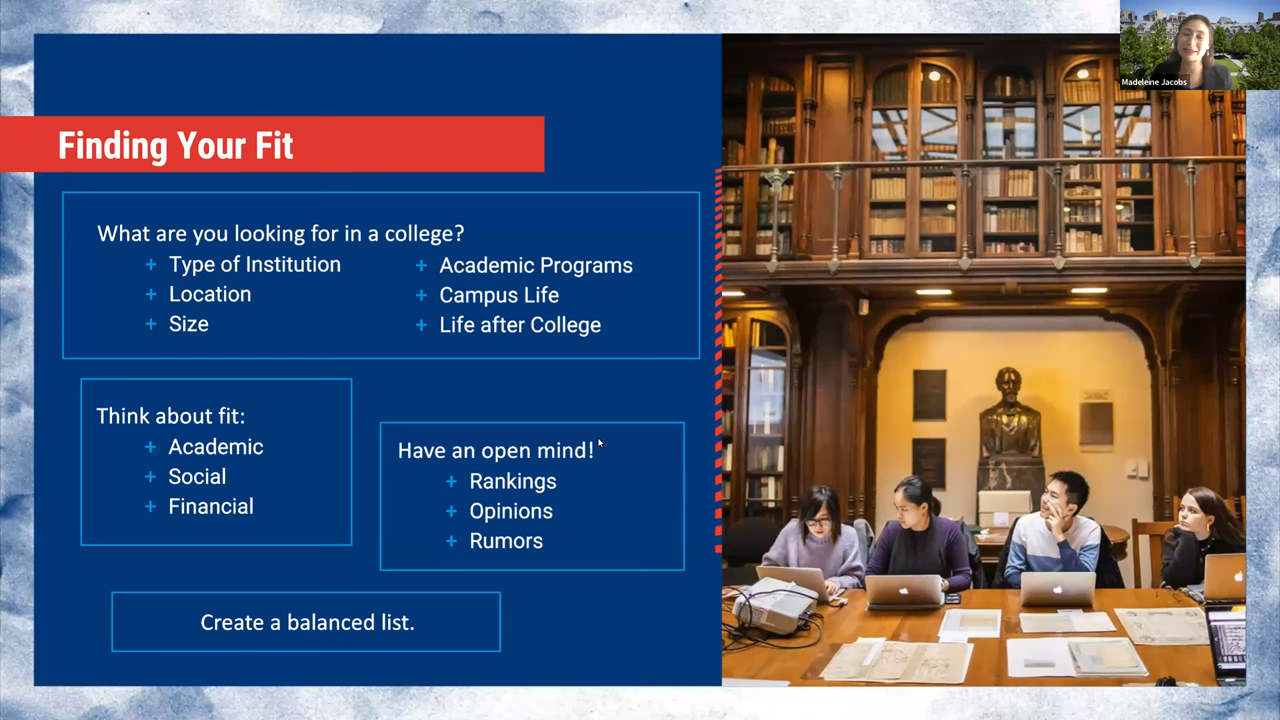 Madeleine Jacobs
Finding Your Fit
What are you looking for in a college?
+ Type of Institution
+ Location
+ Size
+ Academic Programs
+ Campus Life
+ Life after College
Think about fit:
+ Academic
+ Social
+ Financial
Have an open mind!
+ Rankings
+ Opinions
+ Rumors
Create a balanced list.